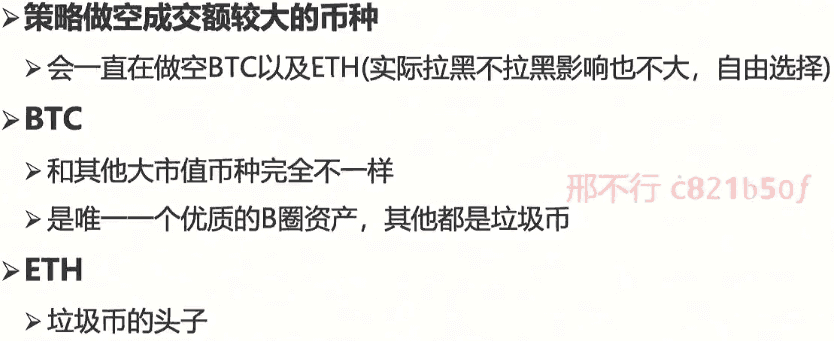 策略做空成交额较大的币种
会一直在做空BTC以及ETH(实际拉黑不拉黑影响也不大，自由选择)
BTC
和其他大市值币种完全不一样
是唯一一个优质的B圈资产，其他都是垃圾币
邢不行
ETH
垃圾币的头子